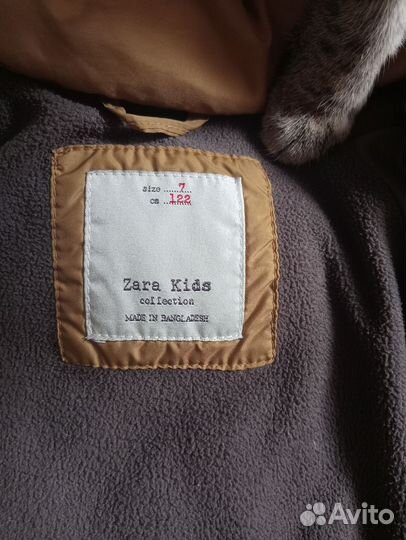 size ......7...
cm ..122...
Zara Kids
collection
MADE IN BANGLADESH
Avito